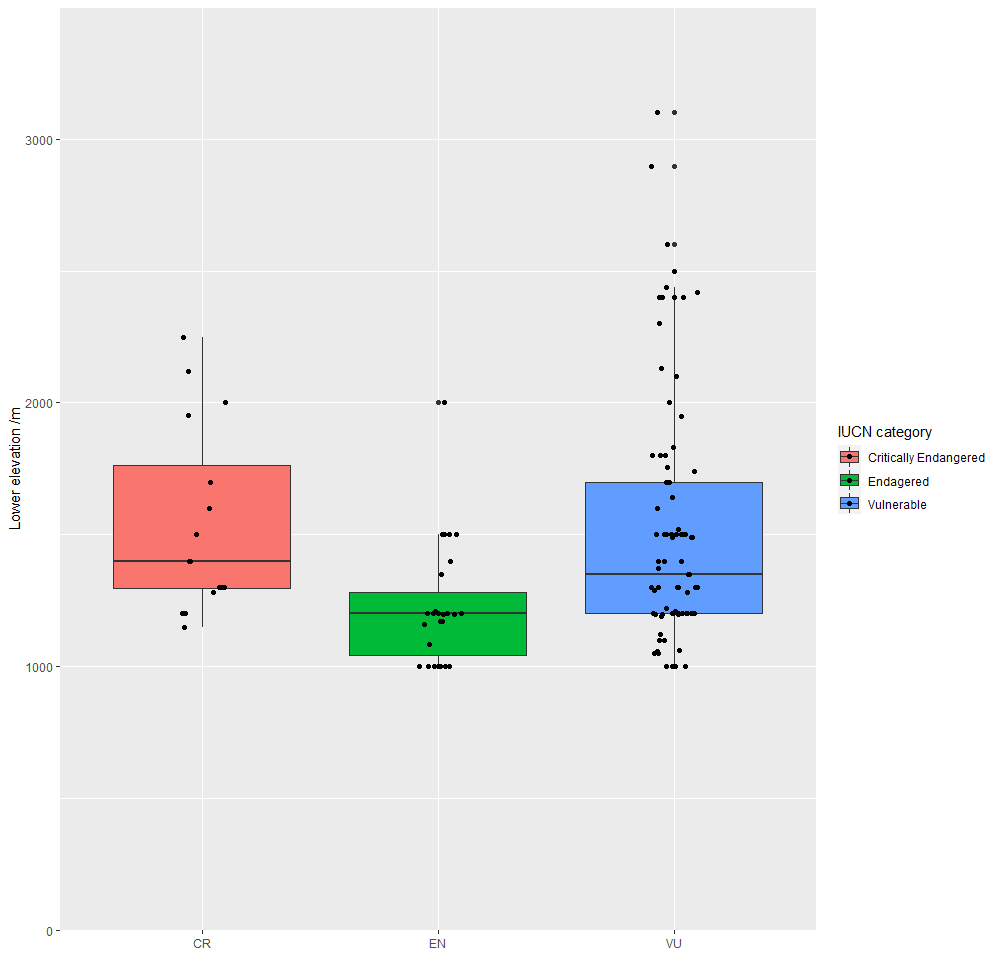 3000
2000
1000
0
Lower elevation /m
CR
EN
VU
IUCN category
Critically Endangered
Endagered
Vulnerable